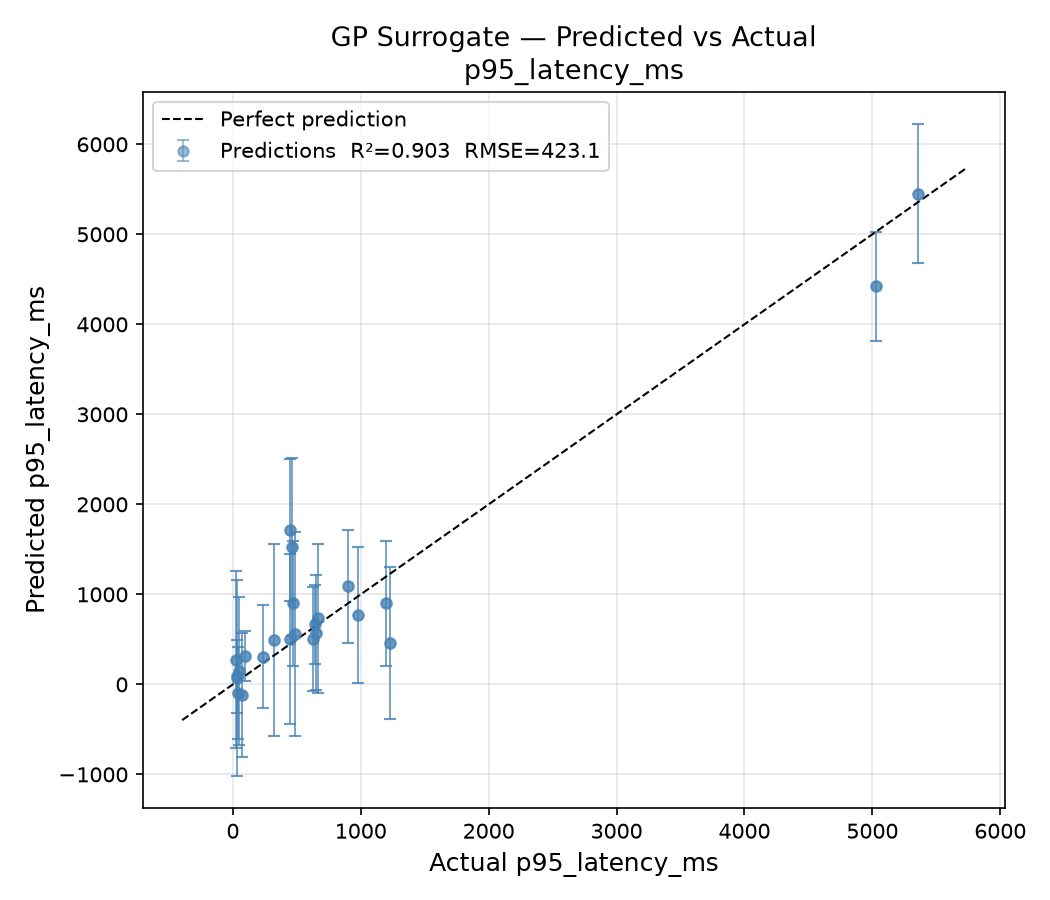 GP Surrogate — Predicted vs Actual
p95_latency_ms
Perfect prediction
Predictions  R²=0.903  RMSE=423.1
Predicted p95_latency_ms
6000
5000
4000
3000
2000
1000
0
−1000
0
1000
2000
3000
4000
5000
6000
Actual p95_latency_ms